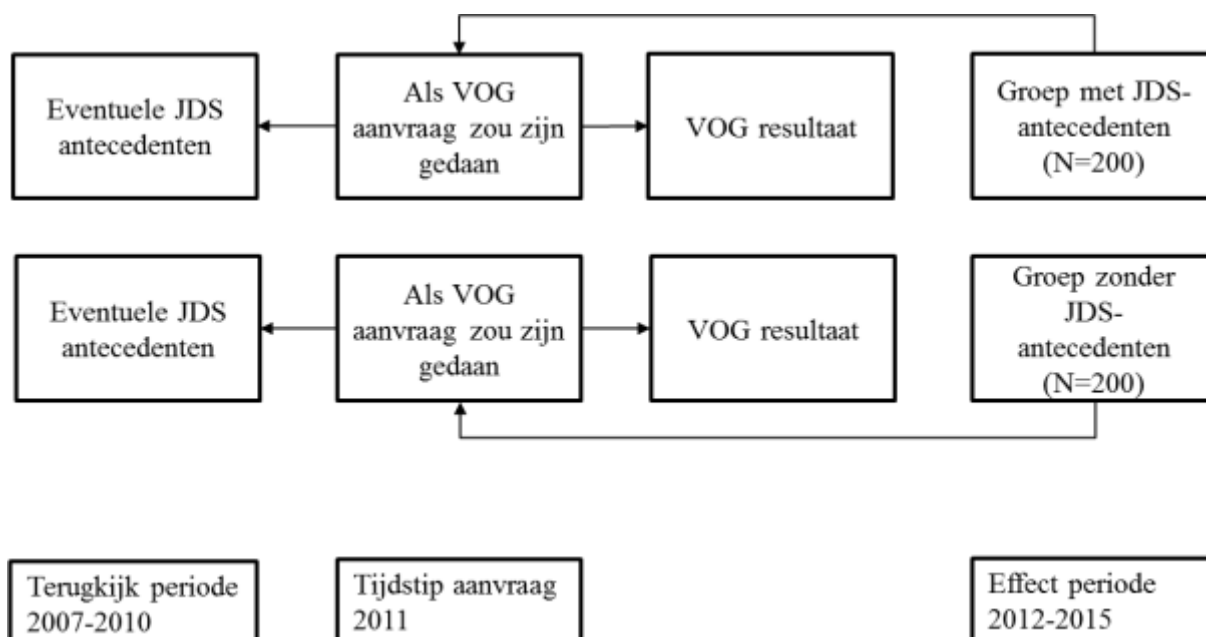 Eventuele JDS
antecedenten
Als VOG
aanvraag zou zijn
gedaan
VOG resultaat
Groep met JDS-
antecedenten
(N=200)
Eventuele JDS
antecedenten
Als VOG
aanvraag zou zijn
gedaan
VOG resultaat
Groep zonder
JDS-
antecedenten
(N=200)
Terugkijk periode
2007-2010
Tijdstip aanvraag
2011
Effect periode
2012-2015